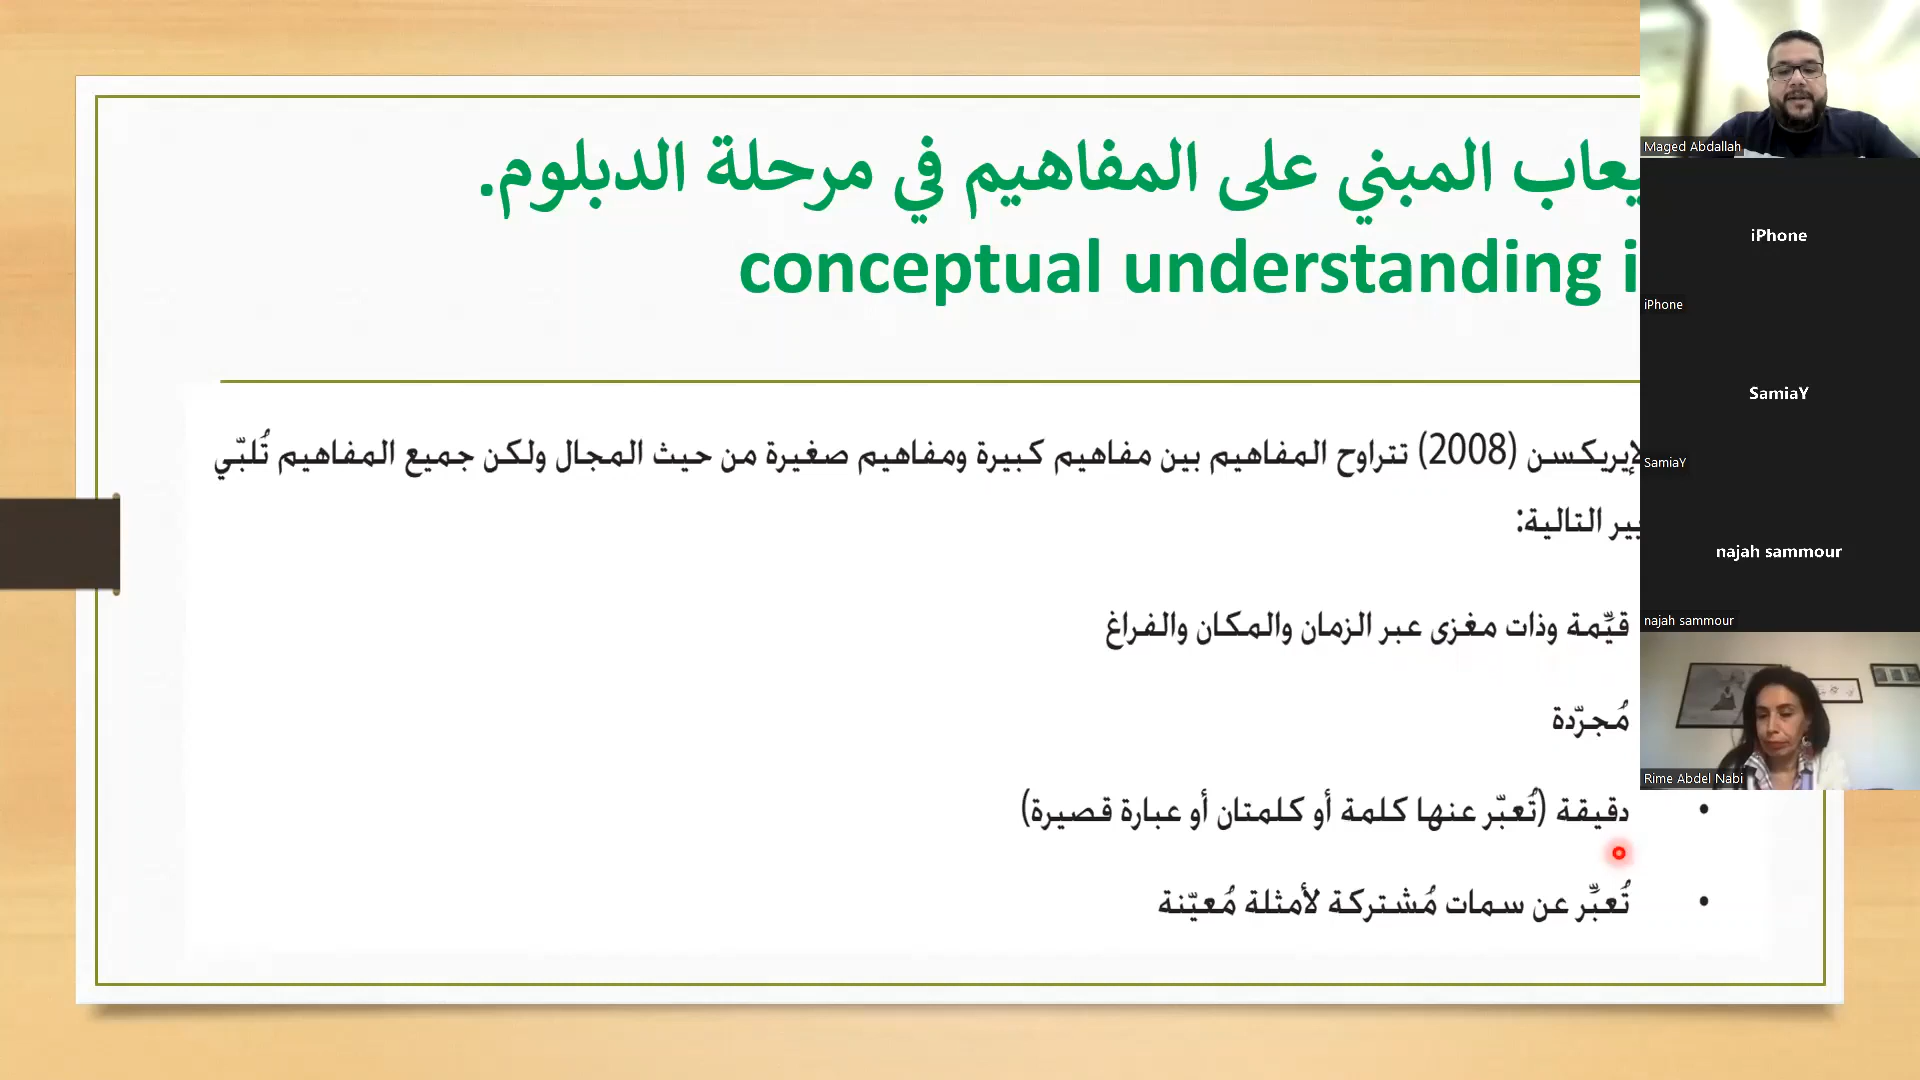 المبني على المفاهيم في مرحلة الدبلوم.
conceptual understanding
(2008) تتراوح المفاهيم بين مفاهيم كبيرة ومفاهيم صغيرة من حيث المجال ولكن جميع المفاهيم تُلبّي
التالية:
قيِّمة وذات مغزى عبر الزمان والمكان والفراغ
مُجرّدة
• دقيقة (تُعبّر عنها كلمة أو كلمتان أو عبارة قصيرة)
• تُعبِّر عن سمات مُشتركة لأمثلة مُعيّنة
Maged Abdallah
iPhone
iPhone
SamiaY
SamiaY
najah sammour
najah sammour
Rime Abdel Nabi